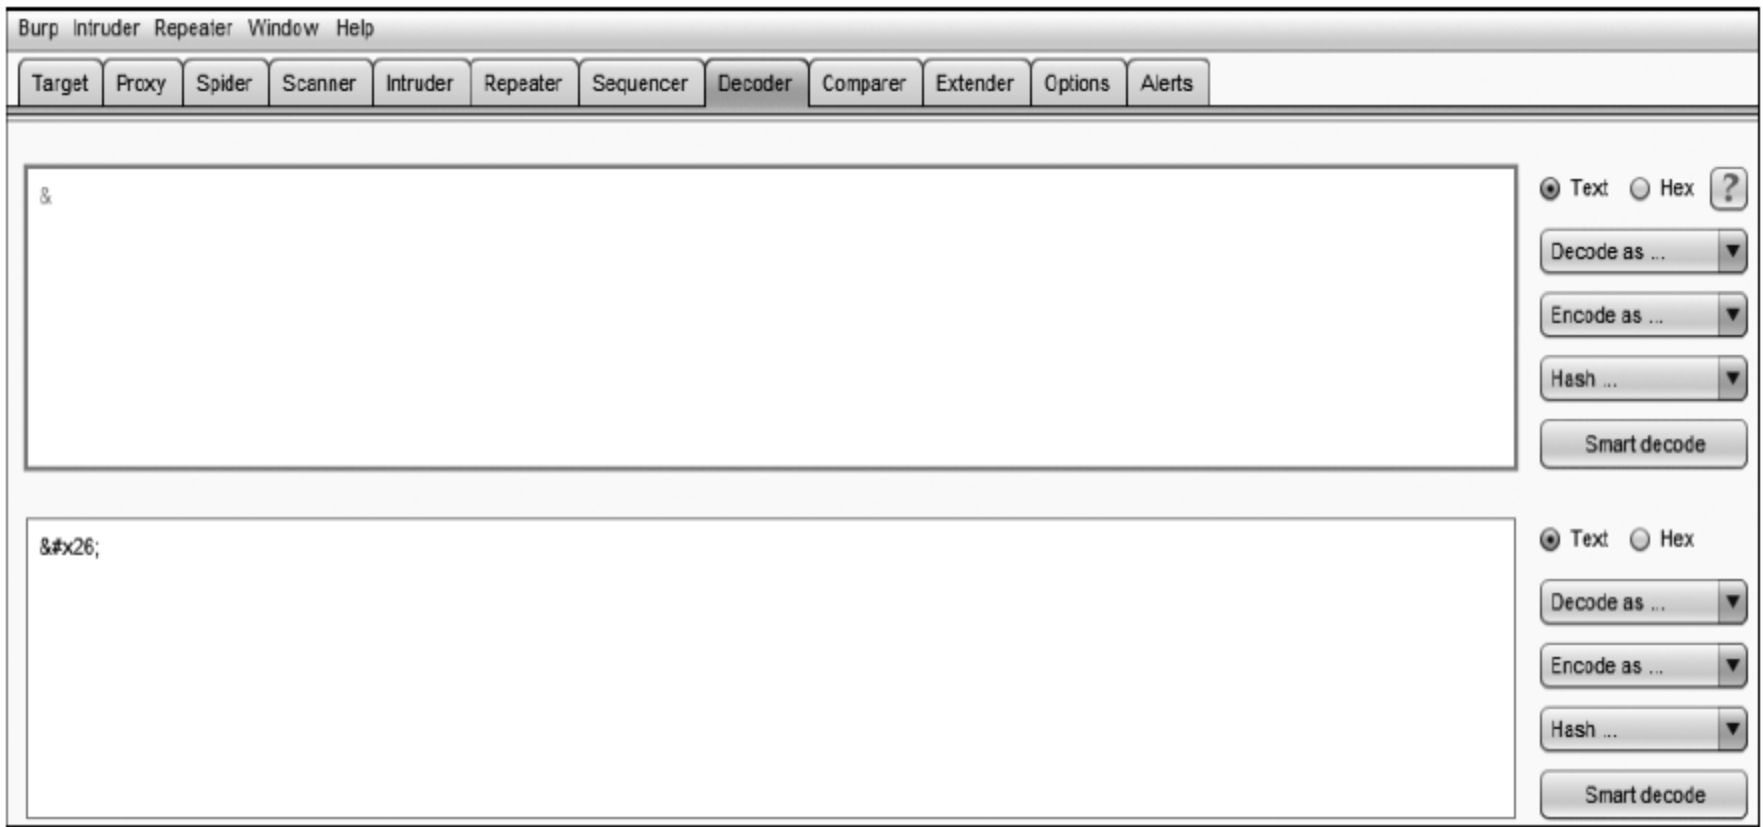 Burp Intruder Repeater Window Help
Target Proxy Spider Scanner Intruder Repeater Sequencer Decoder Comparer Extender Options Alerts
&
Text Hex ?
Decode as ...
Encode as ...
Hash ...
Smart decode
&#x26;
Text Hex
Decode as ...
Encode as ...
Hash ...
Smart decode